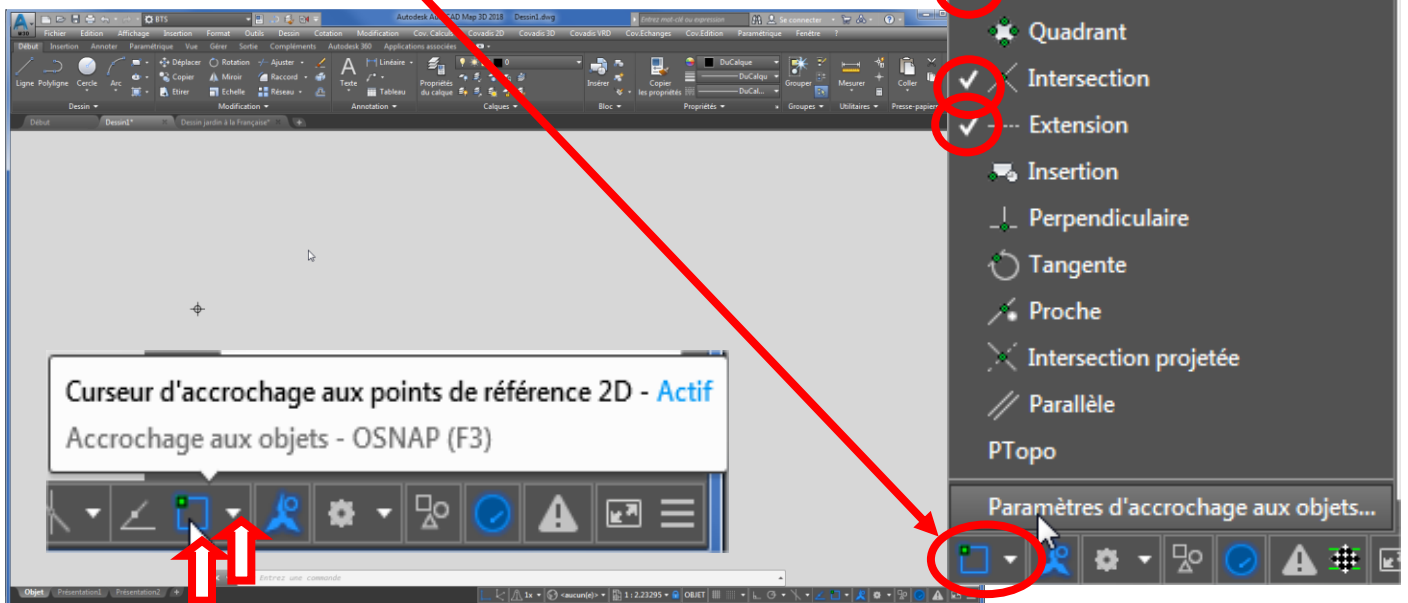 BTS
Autodesk AutoCAD Map 3D 2018 Dessin1.dwg
Entrez mot-clé ou expression
Se connecter
Fichier Edition Affichage Insertion Format Outils Dessin Cotation Modification Cov. Calculs Covadis 2D Covadis 3D Covadis VRD Cov.Echanges Cov.Edition Paramétrique Fenêtre ?
Début Insertion Annoter Paramétrique Vue Gérer Sortie Compléments Autodesk 360 Applications associées
Ligne Polyligne Cercle Arc
Déplacer Rotation Ajuster
Copier Miroir Raccord
Etirer Echelle Réseau
Texte
Linéaire
Tableau
Propriétés du calque
0
Insérer
Copier les propriétés
DuCalque
DuCalqu
DuCal...
Grouper
Mesurer
Coller
Dessin Modification Annotation Calques Bloc Propriétés Groupes Utilitaires Presse-papiers
Début Dessin1* Dessin jardin à la Française*
Curseur d'accrochage aux points de référence 2D - Actif
Accrochage aux objets - OSNAP (F3)
Entrez une commande
Objet Présentation1 Présentation2 +
1x <aucun(e)> 1:2.23295 OBJET
Quadrant
Intersection
Extension
Insertion
Perpendiculaire
Tangente
Proche
Intersection projetée
Parallèle
PTopo
Paramètres d'accrochage aux objets...